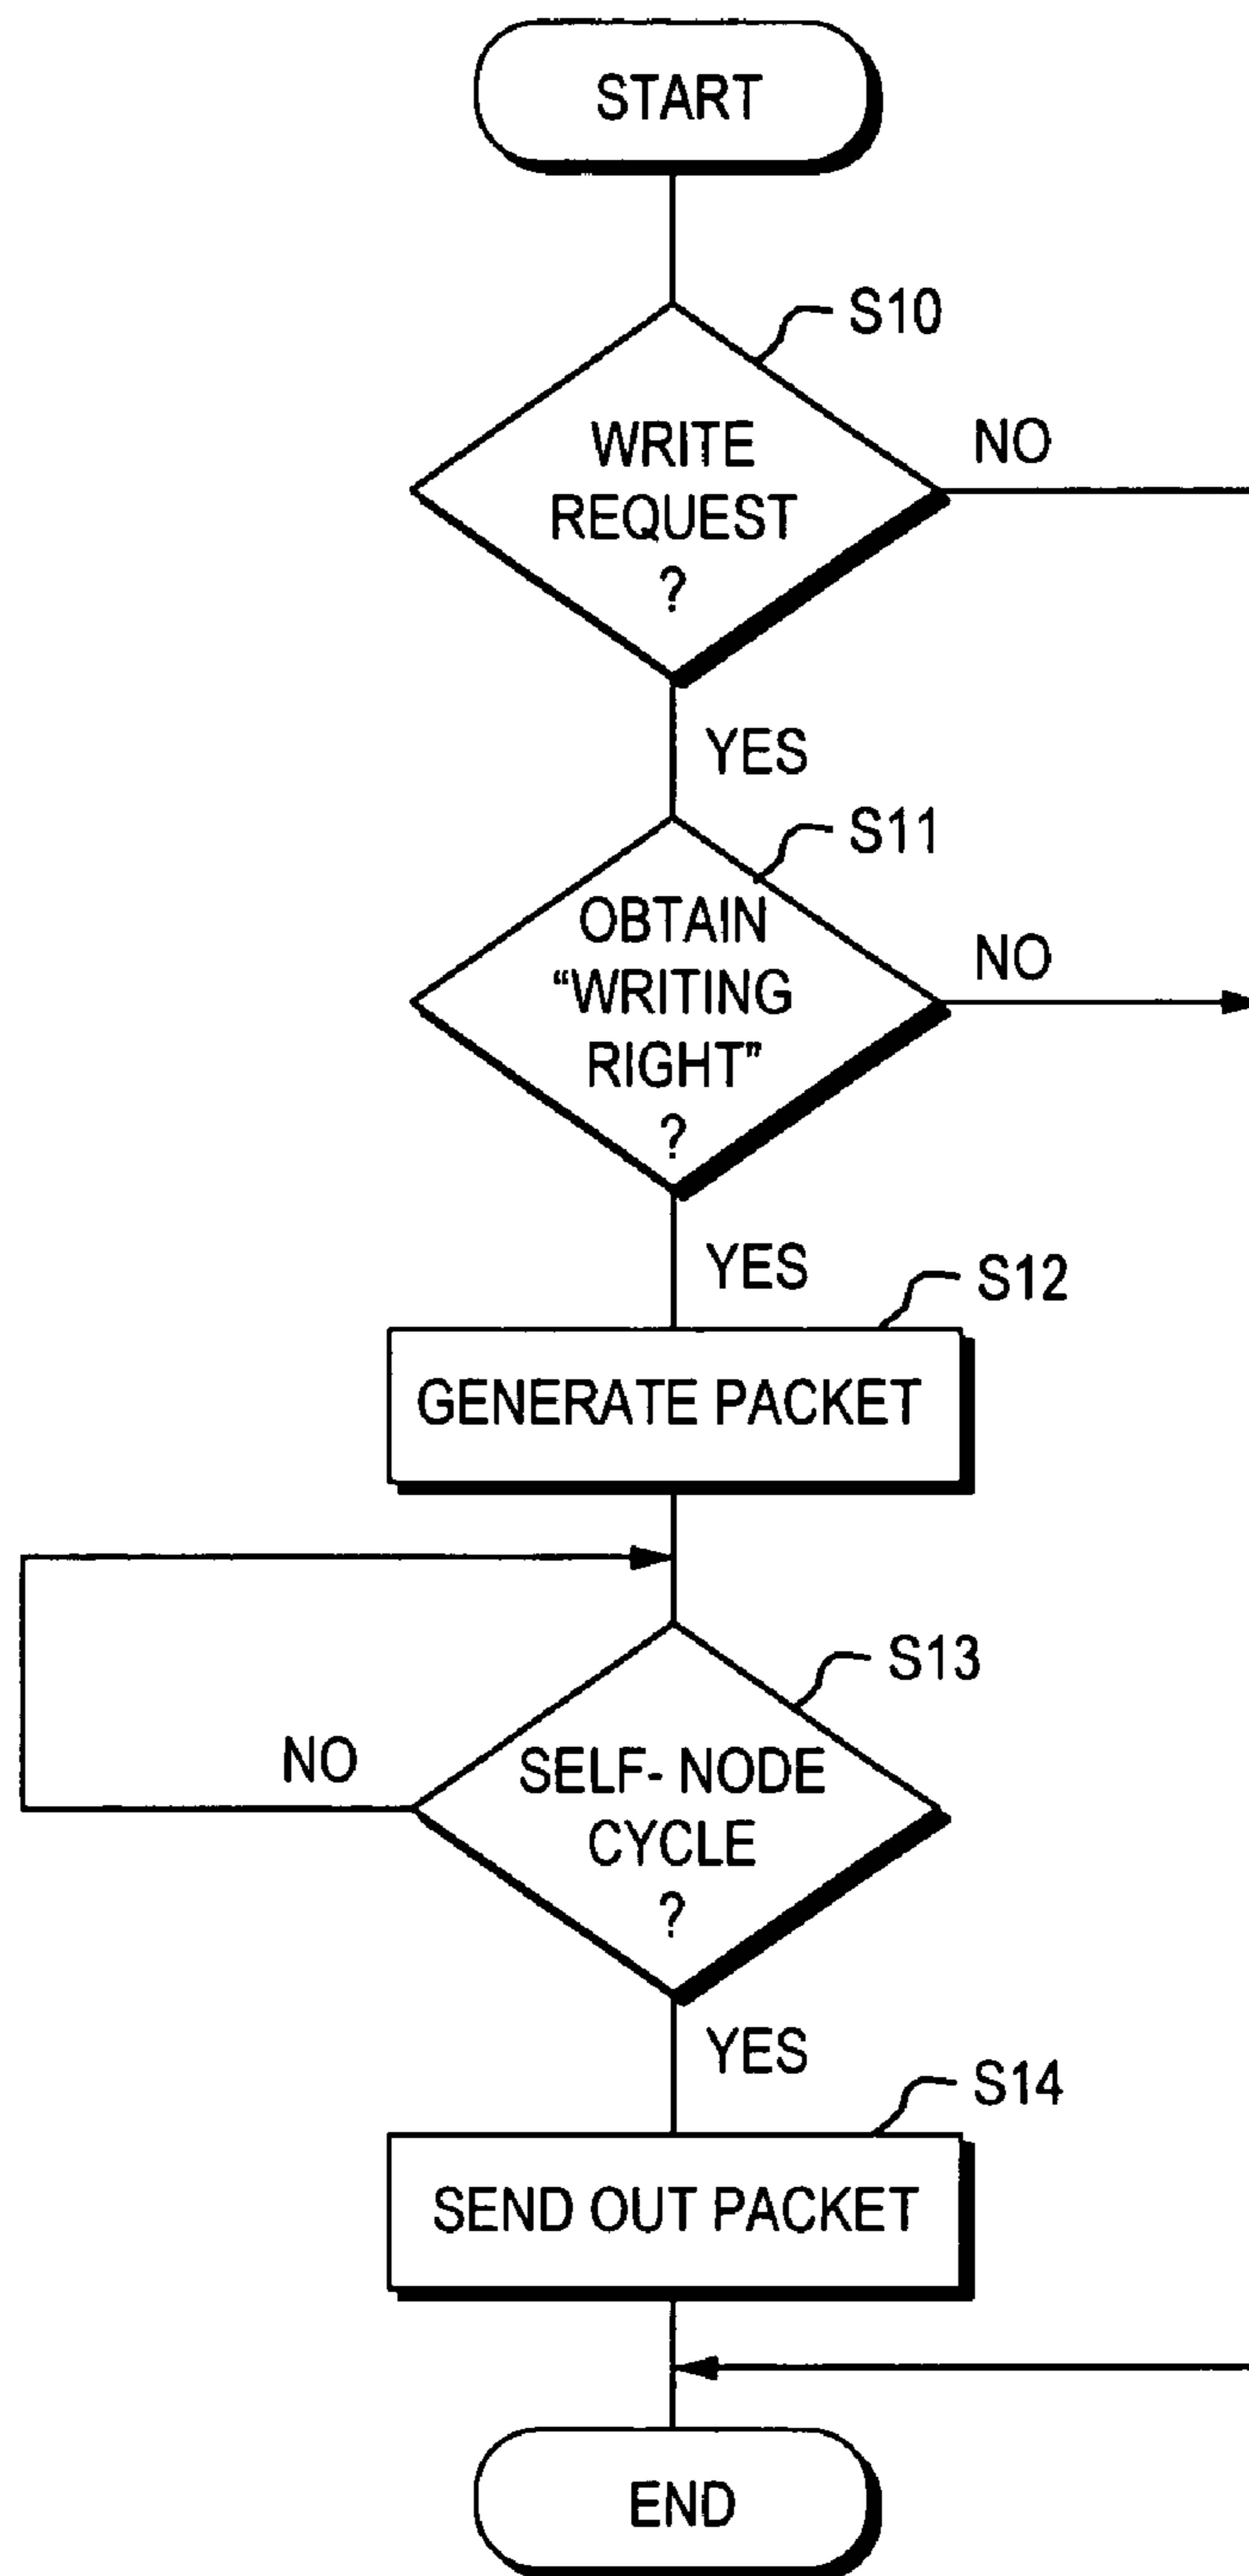 START
S10
WRITE
REQUEST
?
NO
YES
S11
OBTAIN
“WRITING
RIGHT”
?
NO
YES
S12
GENERATE PACKET
S13
NO
SELF- NODE
CYCLE
?
YES
S14
SEND OUT PACKET
END